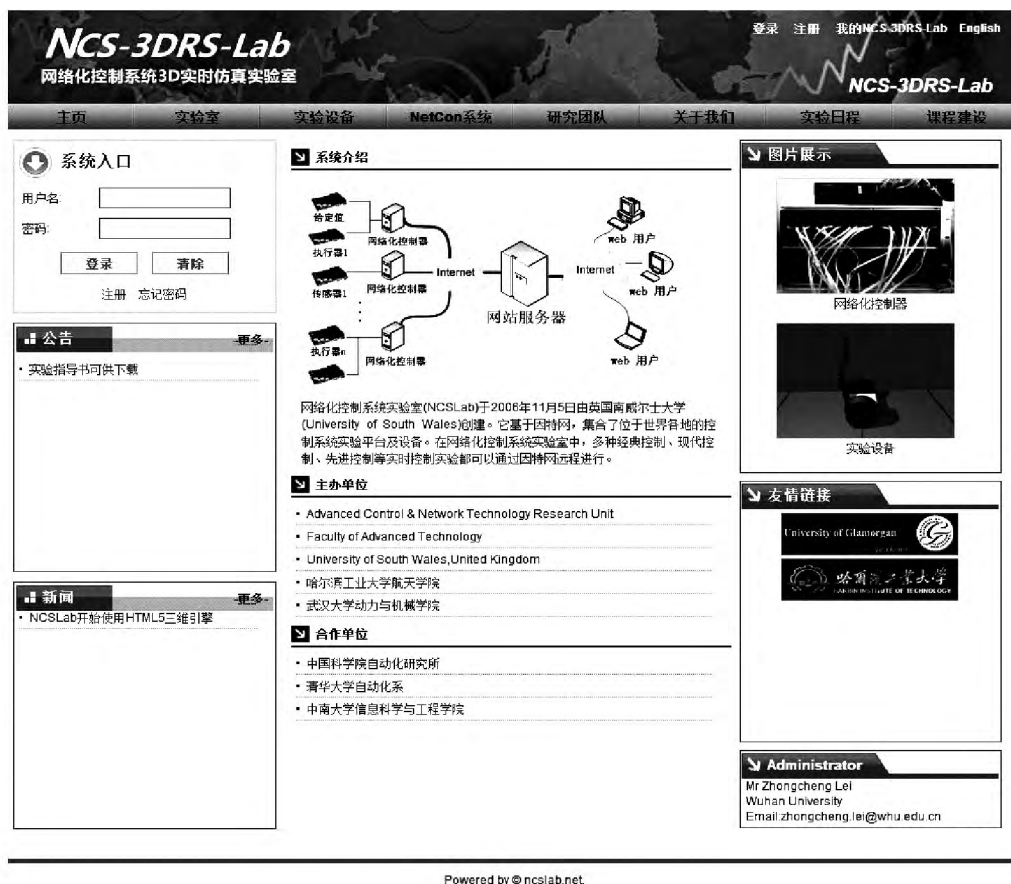 NCS-3DRS-Lab
网络化控制系统3D实时仿真实验室
登录 注册 我的NCS-3DRS-Lab English
NCS-3DRS-Lab
主页 实验室 实验设备 NetCon系统 研究团队 关于我们 实验日程 课程建设
系统入口
用户名:
密码:
登录 清除
注册 忘记密码
公告 -更多-
实验指导书可供下载
新闻 -更多-
NCSLab开始使用HTML5三维引擎
系统介绍
给定值
网络化控制器
执行器1
传感器1
网络化控制器
执行器n
网络化控制器
Internet
网站服务器
Internet
web 用户
web 用户
web 用户
网络化控制系统实验室(NCSLab)于2006年11月5日由英国南威尔士大学
(University of South Wales)创建。它基于因特网，集合了位于世界各地的控
制系统实验平台及设备。在网络化控制系统实验室中，多种经典控制、现代控
制、先进控制等实时控制实验都可以通过因特网远程进行。
主办单位
Advanced Control & Network Technology Research Unit
Faculty of Advanced Technology
University of South Wales,United Kingdom
哈尔滨工业大学航天学院
武汉大学动力与机械学院
合作单位
中国科学院自动化研究所
清华大学自动化系
中南大学信息科学与工程学院
图片展示
网络化控制器
实验设备
友情链接
University of Glamorgan
哈尔滨工业大学
HARBIN INSTITUTE OF TECHNOLOGY
Administrator
Mr Zhongcheng Lei
Wuhan University
Email:zhongcheng.lei@whu.edu.cn
Powered by © ncslab.net.